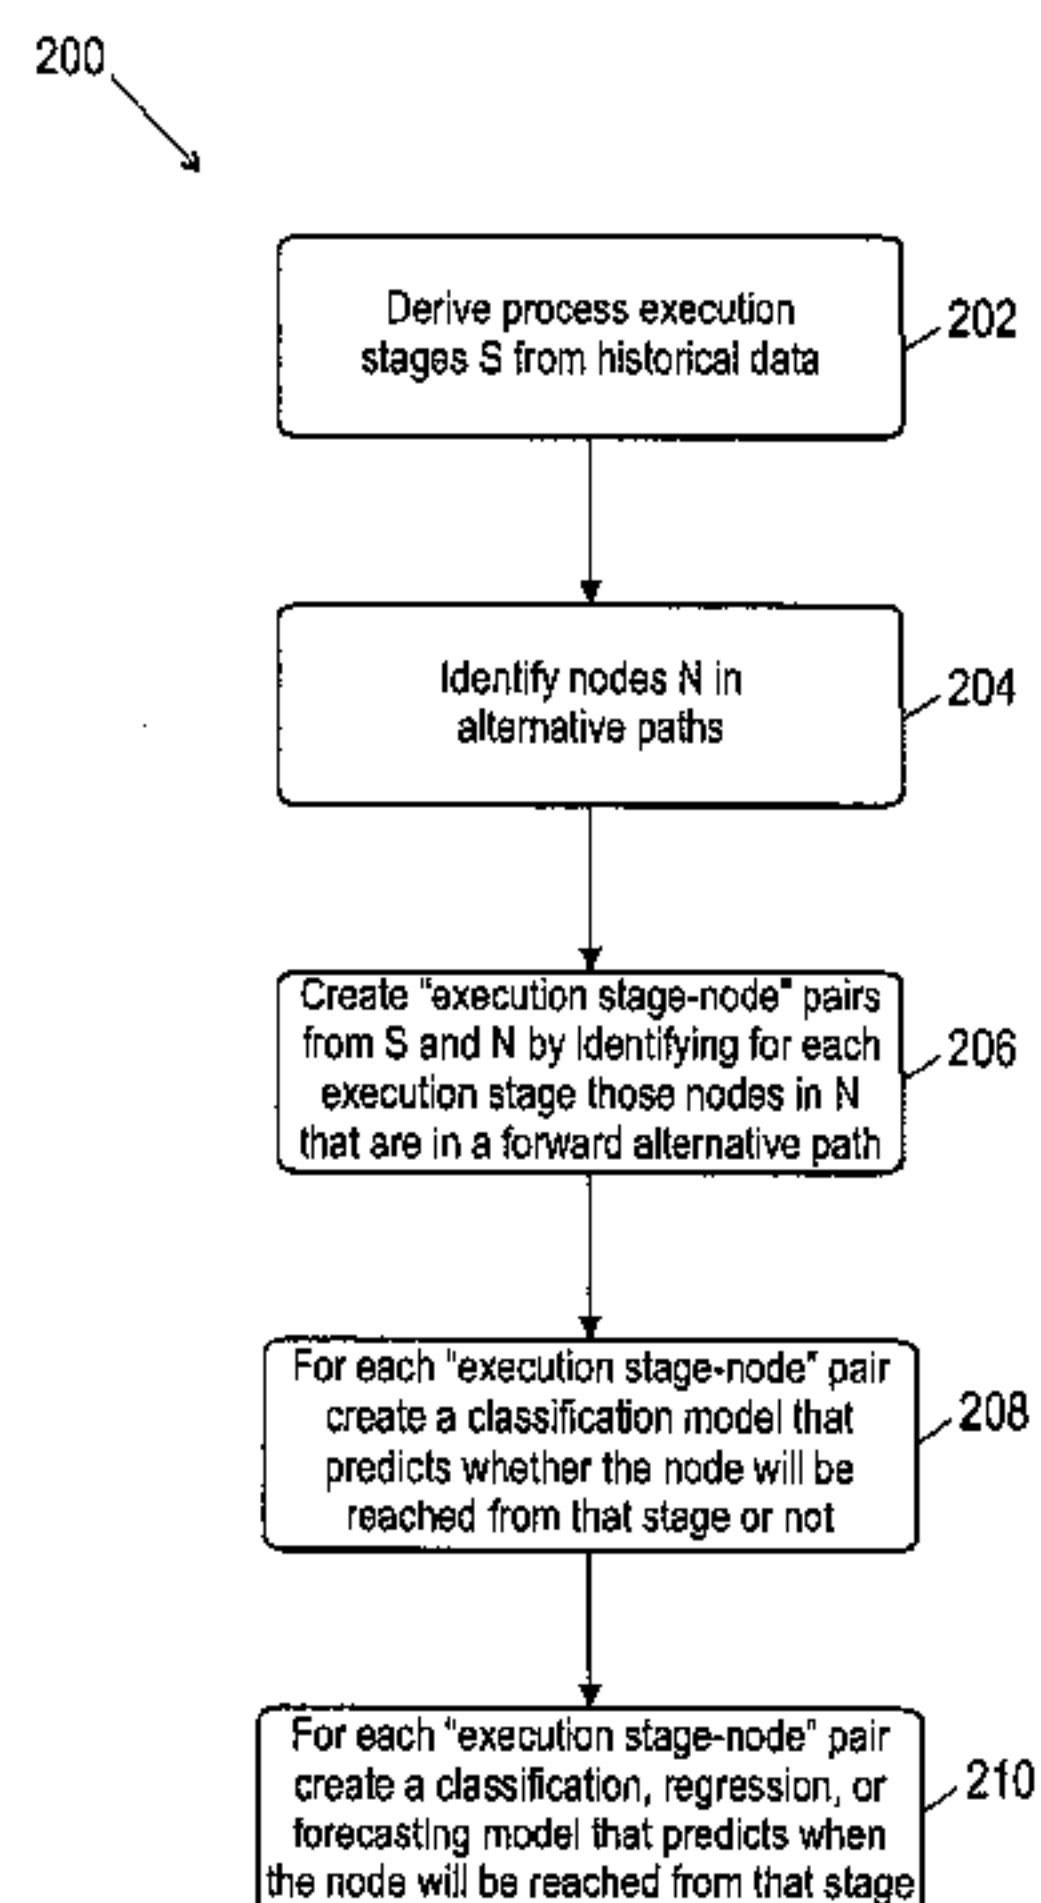 200
Derive process execution
stages S from historical data
202
Identify nodes N in
alternative paths
204
Create "execution stage-node" pairs
from S and N by Identifying for each
execution stage those nodes in N
that are in a forward alternative path
206
For each "execution stage-node" pair
create a classification model that
predicts whether the node will be
reached from that stage or not
208
For each "execution stage-node" pair
create a classification, regression, or
forecasting model that predicts when
the node will be reached from that stage
210